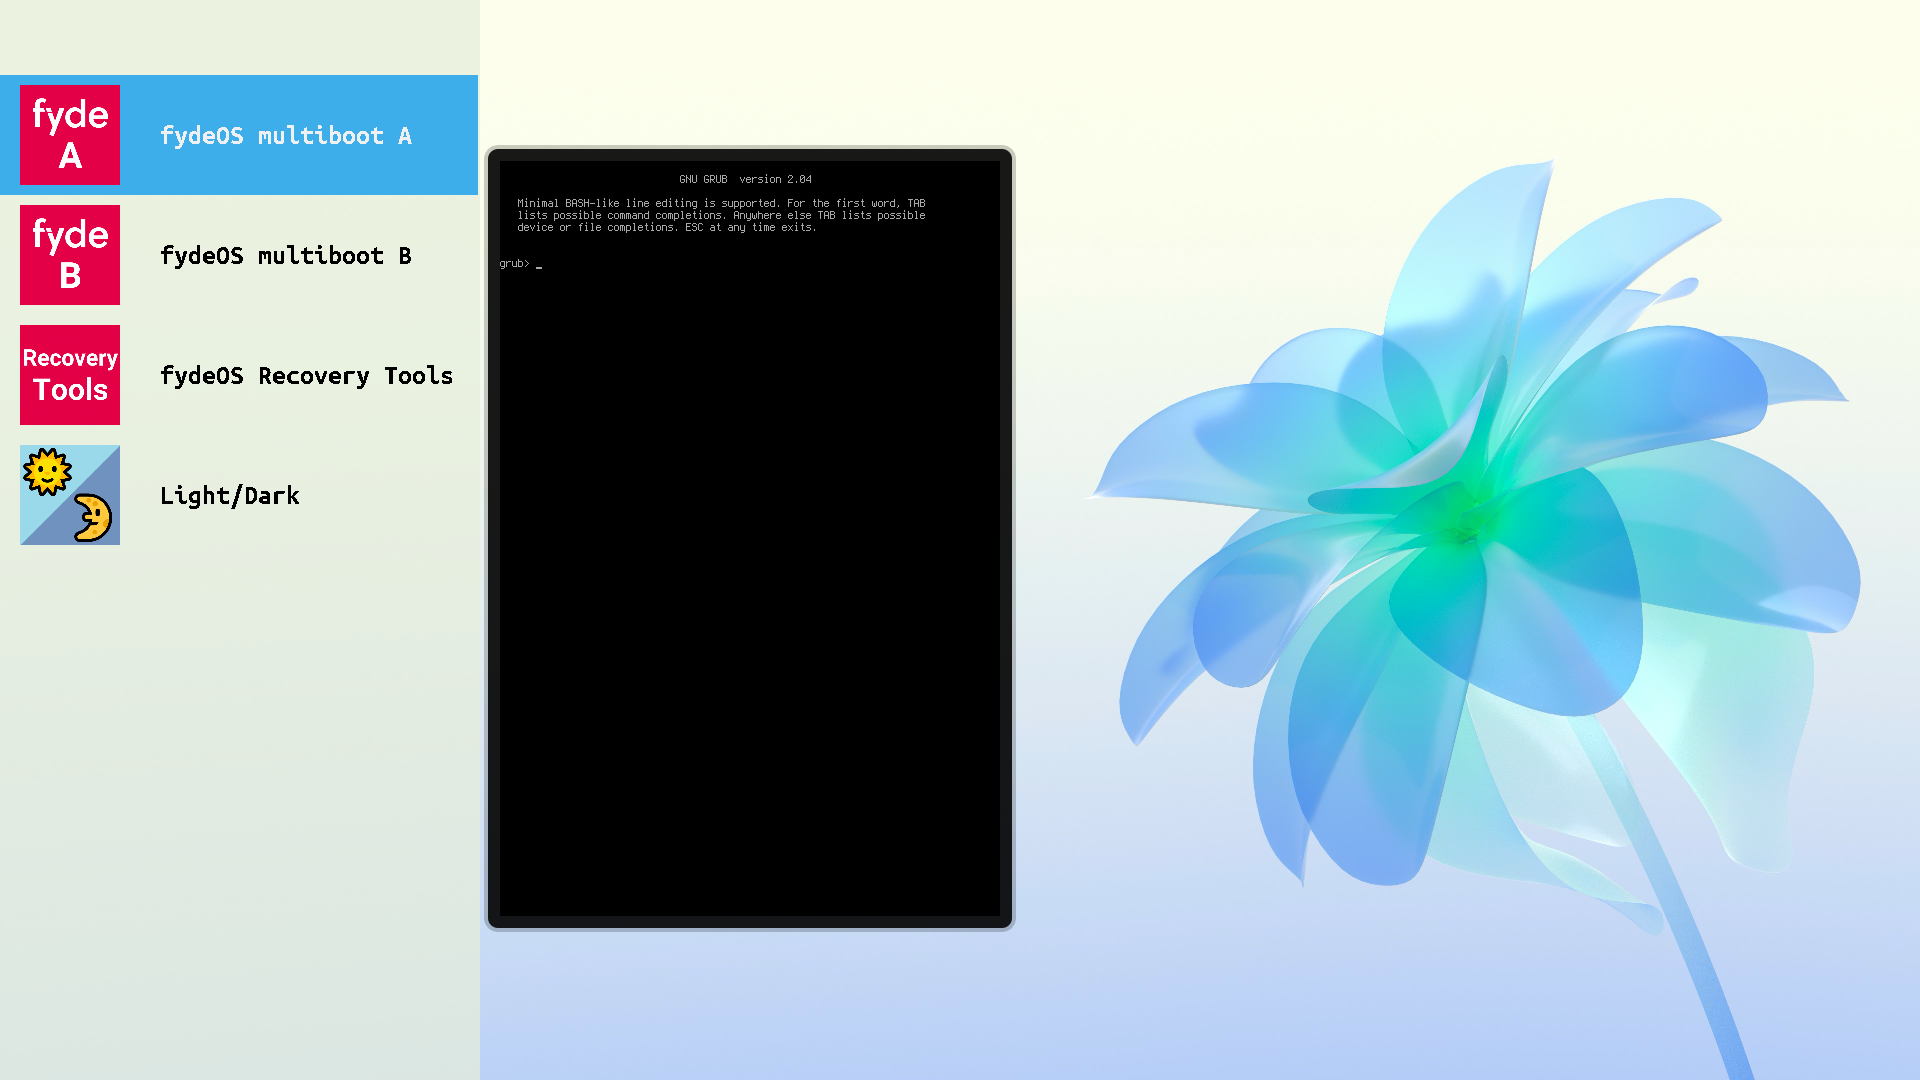 fyde
A
fydeOS multiboot A
fyde
B
fydeOS multiboot B
Recovery
Tools
fydeOS Recovery Tools
Light/Dark
GNU GRUB  version 2.04
Minimal BASH-like line editing is supported. For the first word, TAB
lists possible command completions. Anywhere else TAB lists possible
device or file completions. ESC at any time exits.
grub> _